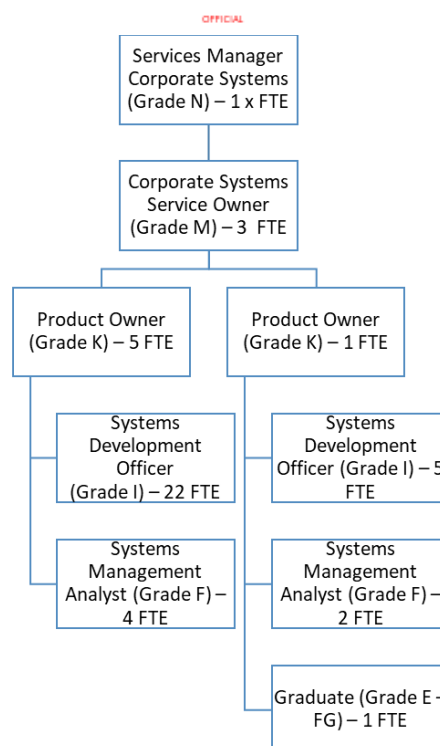 OFFICIAL
Services Manager
Corporate Systems
(Grade N) – 1 x FTE
Corporate Systems
Service Owner
(Grade M) – 3 FTE
Product Owner
(Grade K) – 5 FTE
Product Owner
(Grade K) – 1 FTE
Systems
Development
Officer
(Grade I) – 22 FTE
Systems
Development
Officer (Grade I) – 5
FTE
Systems
Management
Analyst (Grade F) –
4 FTE
Systems
Management
Analyst (Grade F) –
2 FTE
Graduate (Grade E -
FG) – 1 FTE